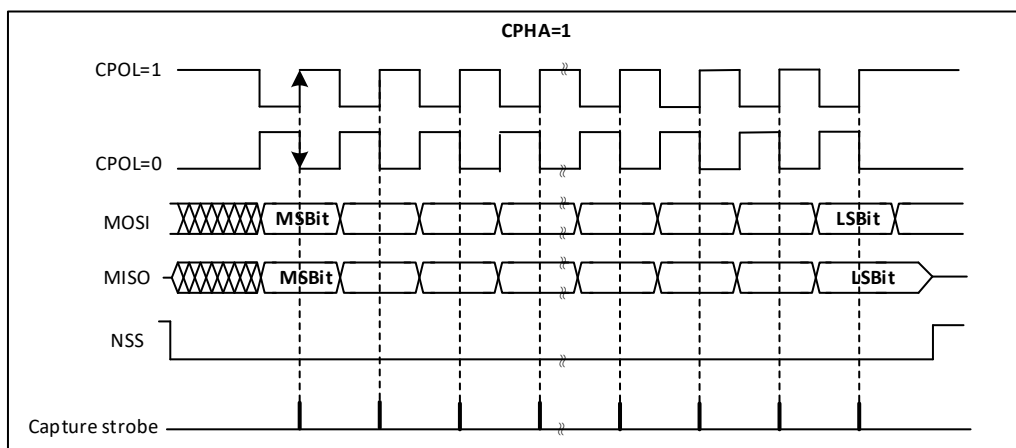 CPHA=1
CPOL=1
CPOL=0
MOSI MSBit LSBit
MISO MSBit LSBit
NSS
Capture strobe